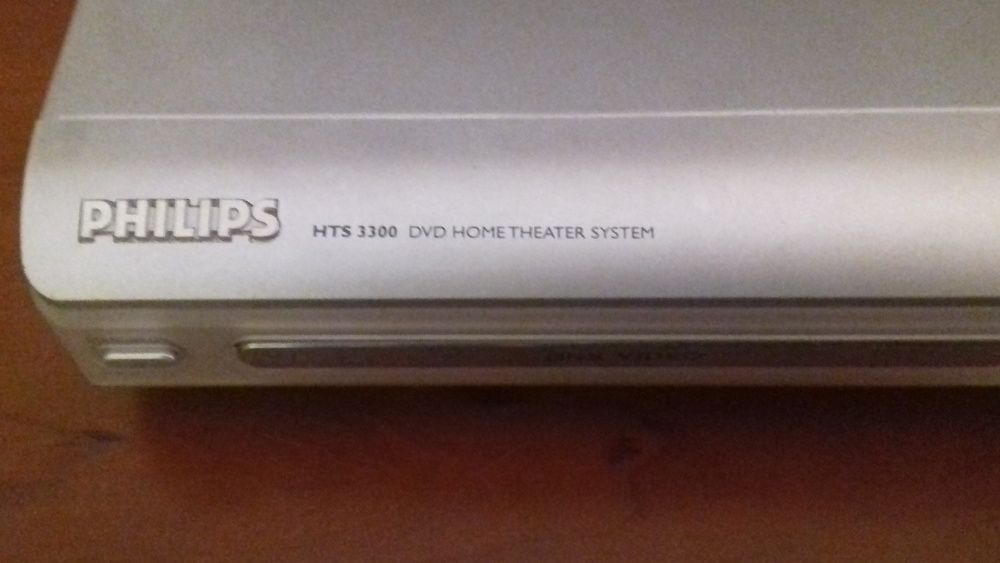 PHILIPS HTS 3300 DVD HOME THEATER SYSTEM